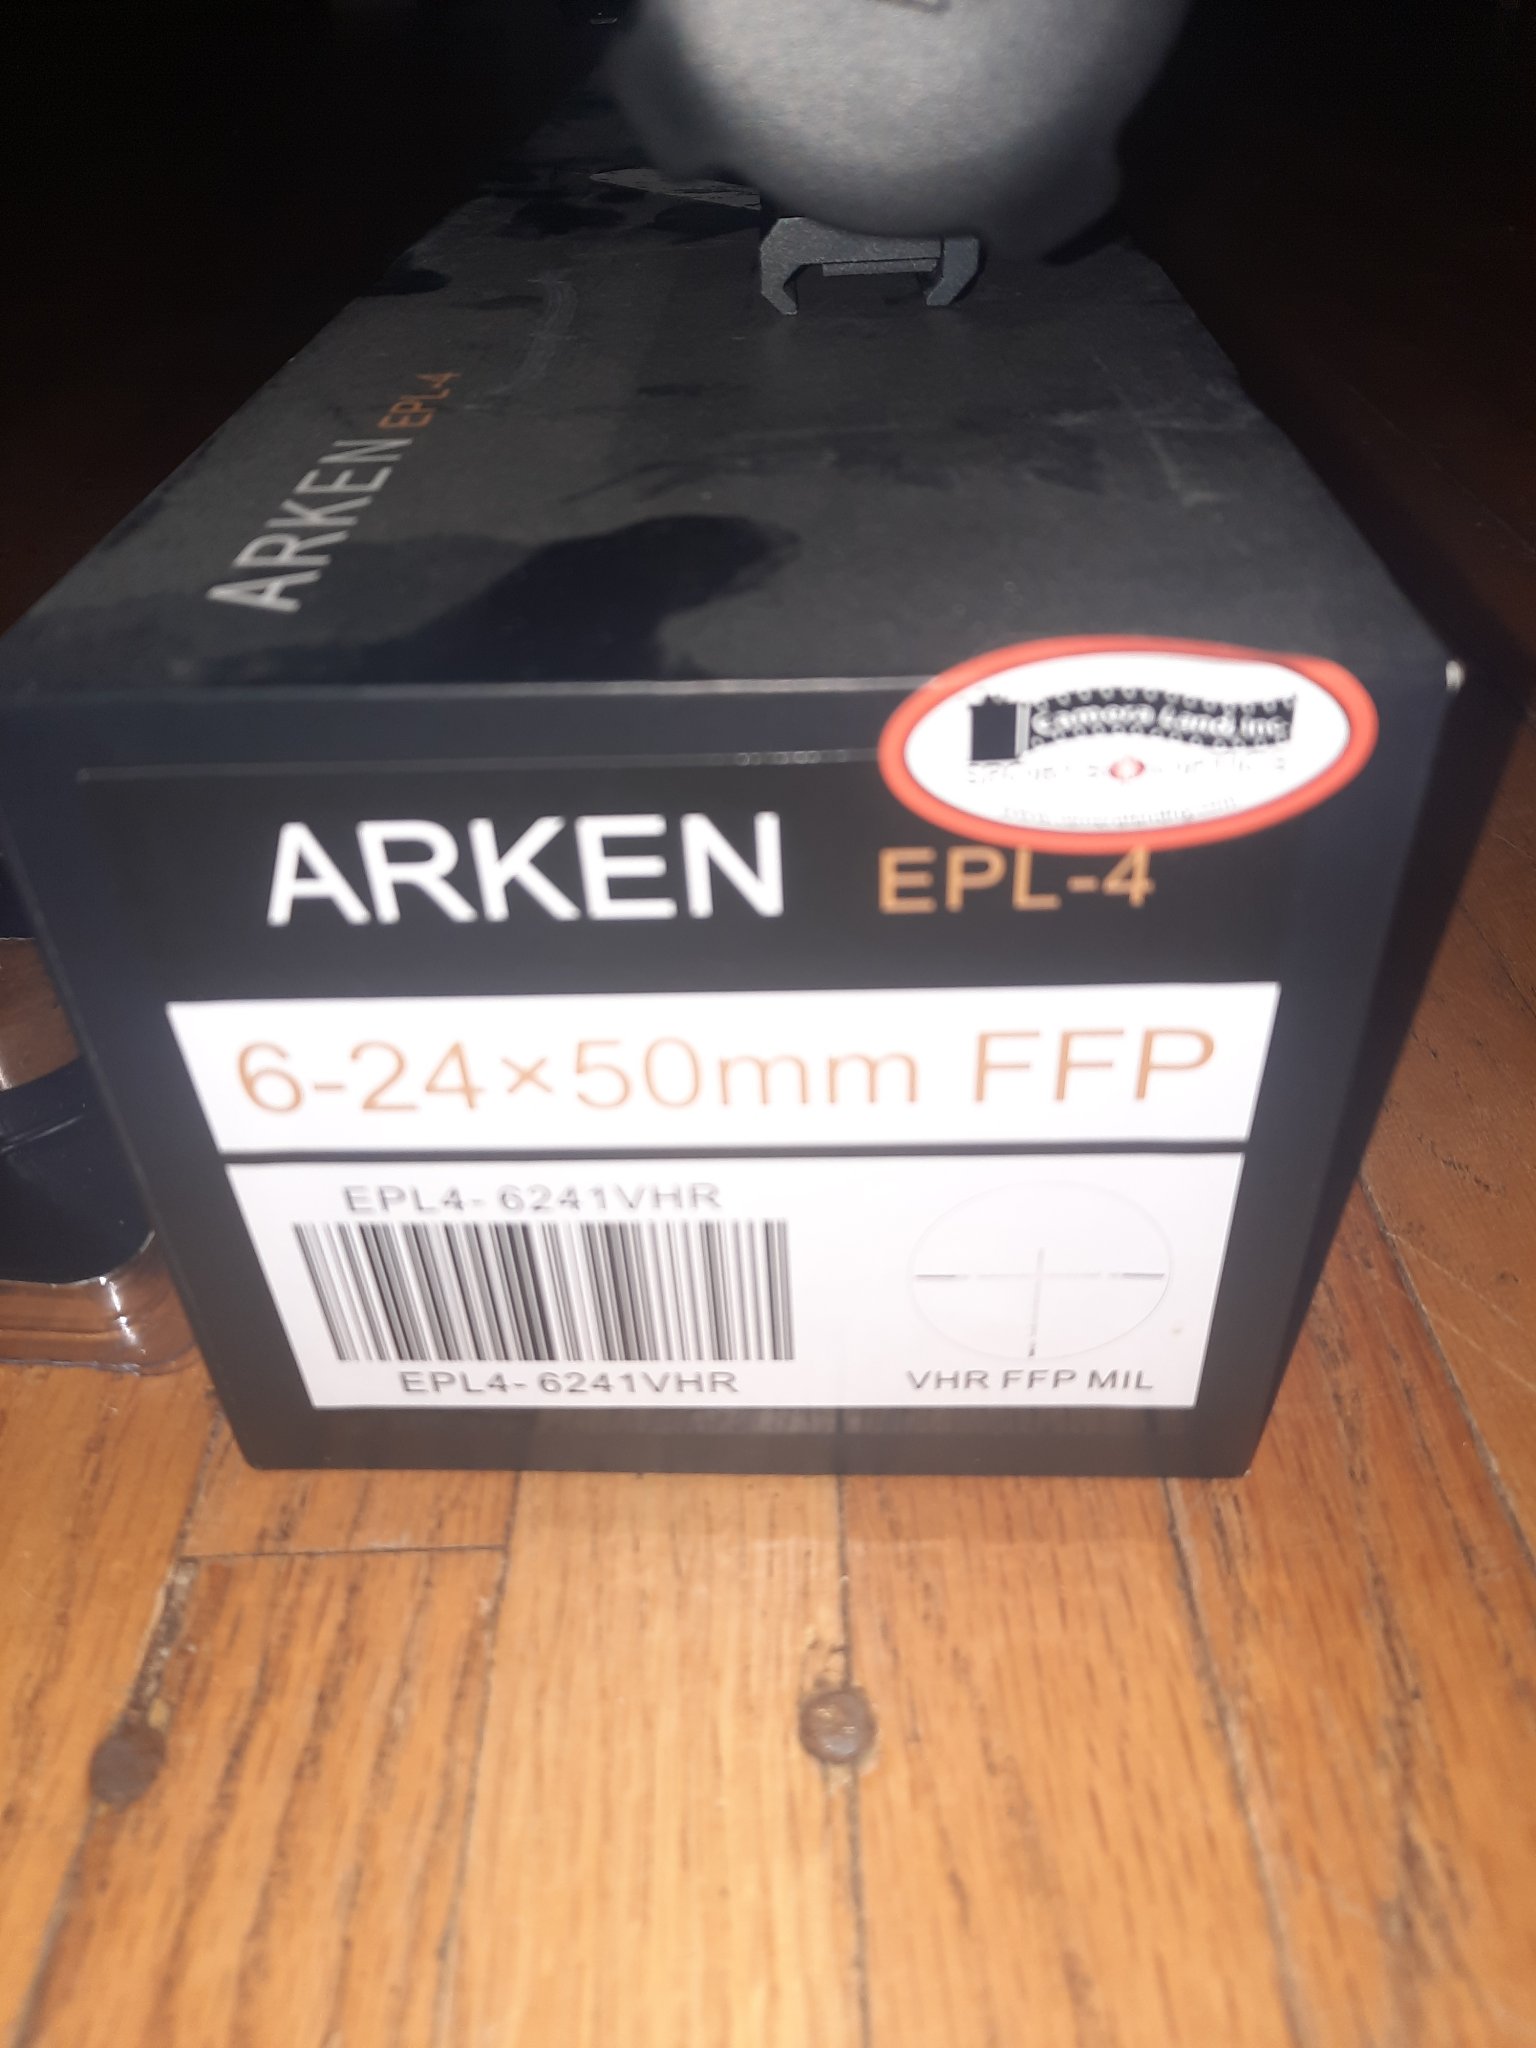 ARKEN EPL-4
Camera Land, Inc.
ARKEN EPL-4
6-24×50mm FFP
EPL4- 6241VHR
EPL4- 6241VHR
VHR FFP MIL